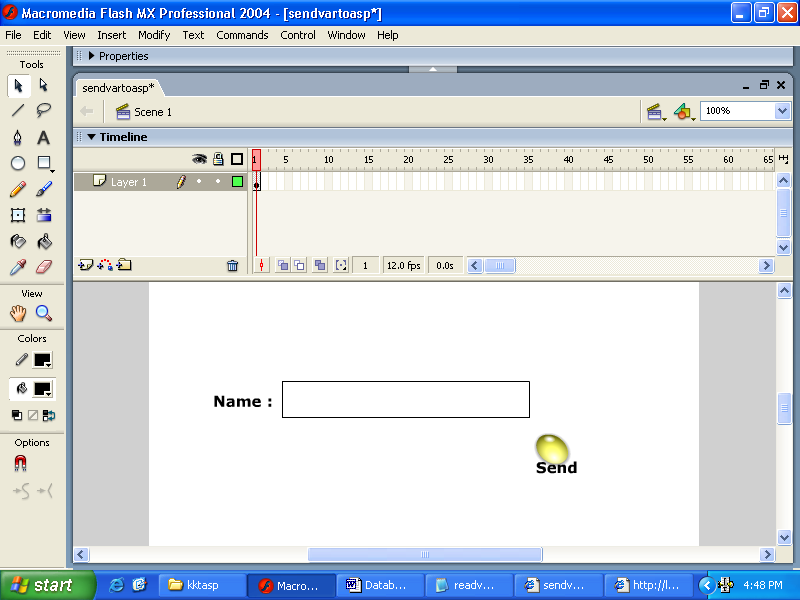 Macromedia Flash MX Professional 2004 - [sendvartoasp*]
File Edit View Insert Modify Text Commands Control Window Help
Tools
Properties
sendvartoasp*
Scene 1
100%
Timeline
1 5 10 15 20 25 30 35 40 45 50 55 60 65
Layer 1
1 12.0 fps 0.0s
View
Colors
Options
Name :
Send
start
kktasp
Macro...
Datab...
readv...
sendv...
http://l...
4:48 PM